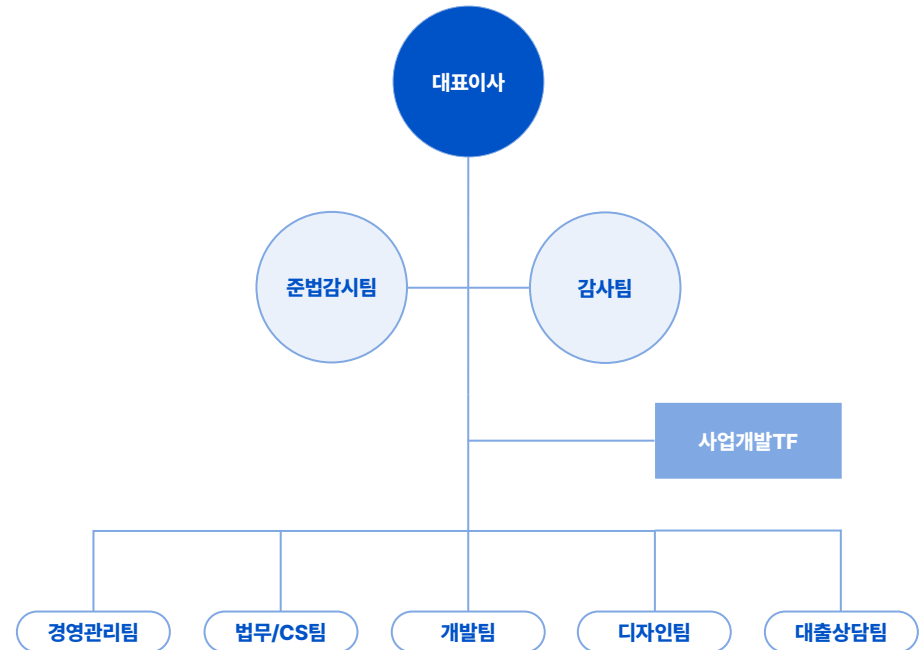 대표이사
준법감시팀
감사팀
사업개발TF
경영관리팀
법무/CS팀
개발팀
디자인팀
대출상담팀